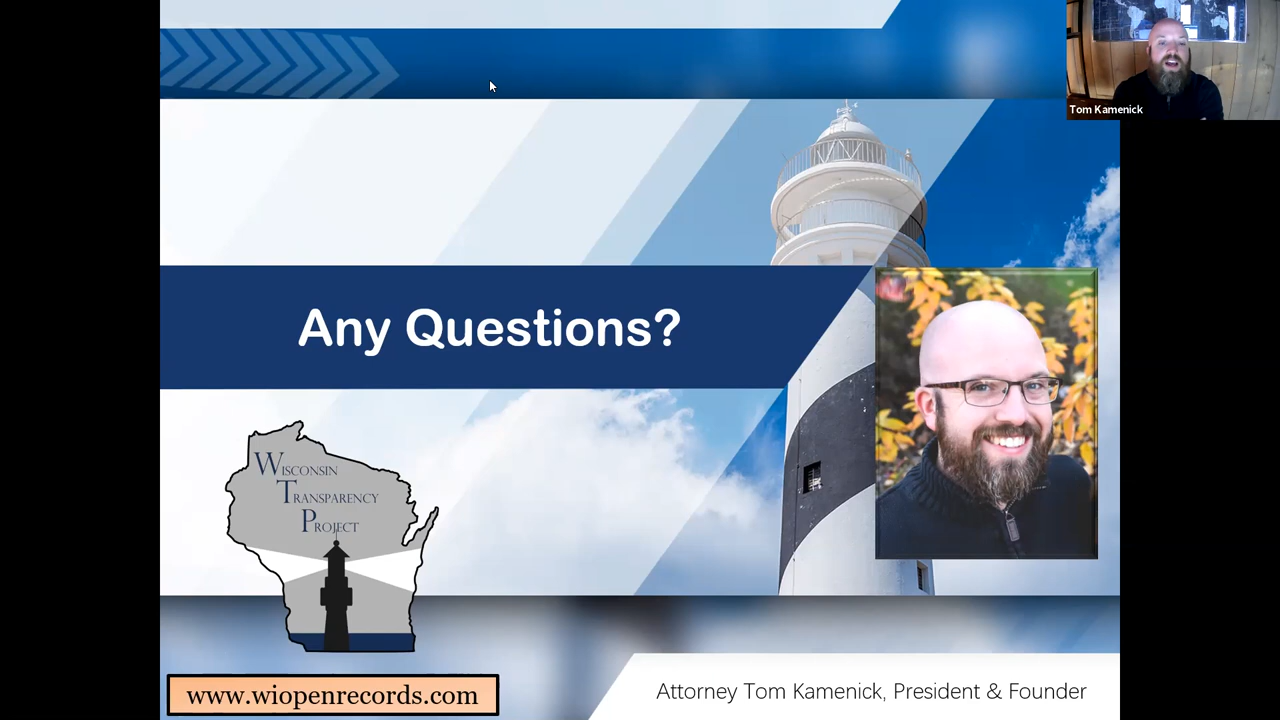 Tom Kamenick
Any Questions?
WISCONSIN
TRANSPARENCY
PROJECT
www.wiopenrecords.com
Attorney Tom Kamenick, President & Founder